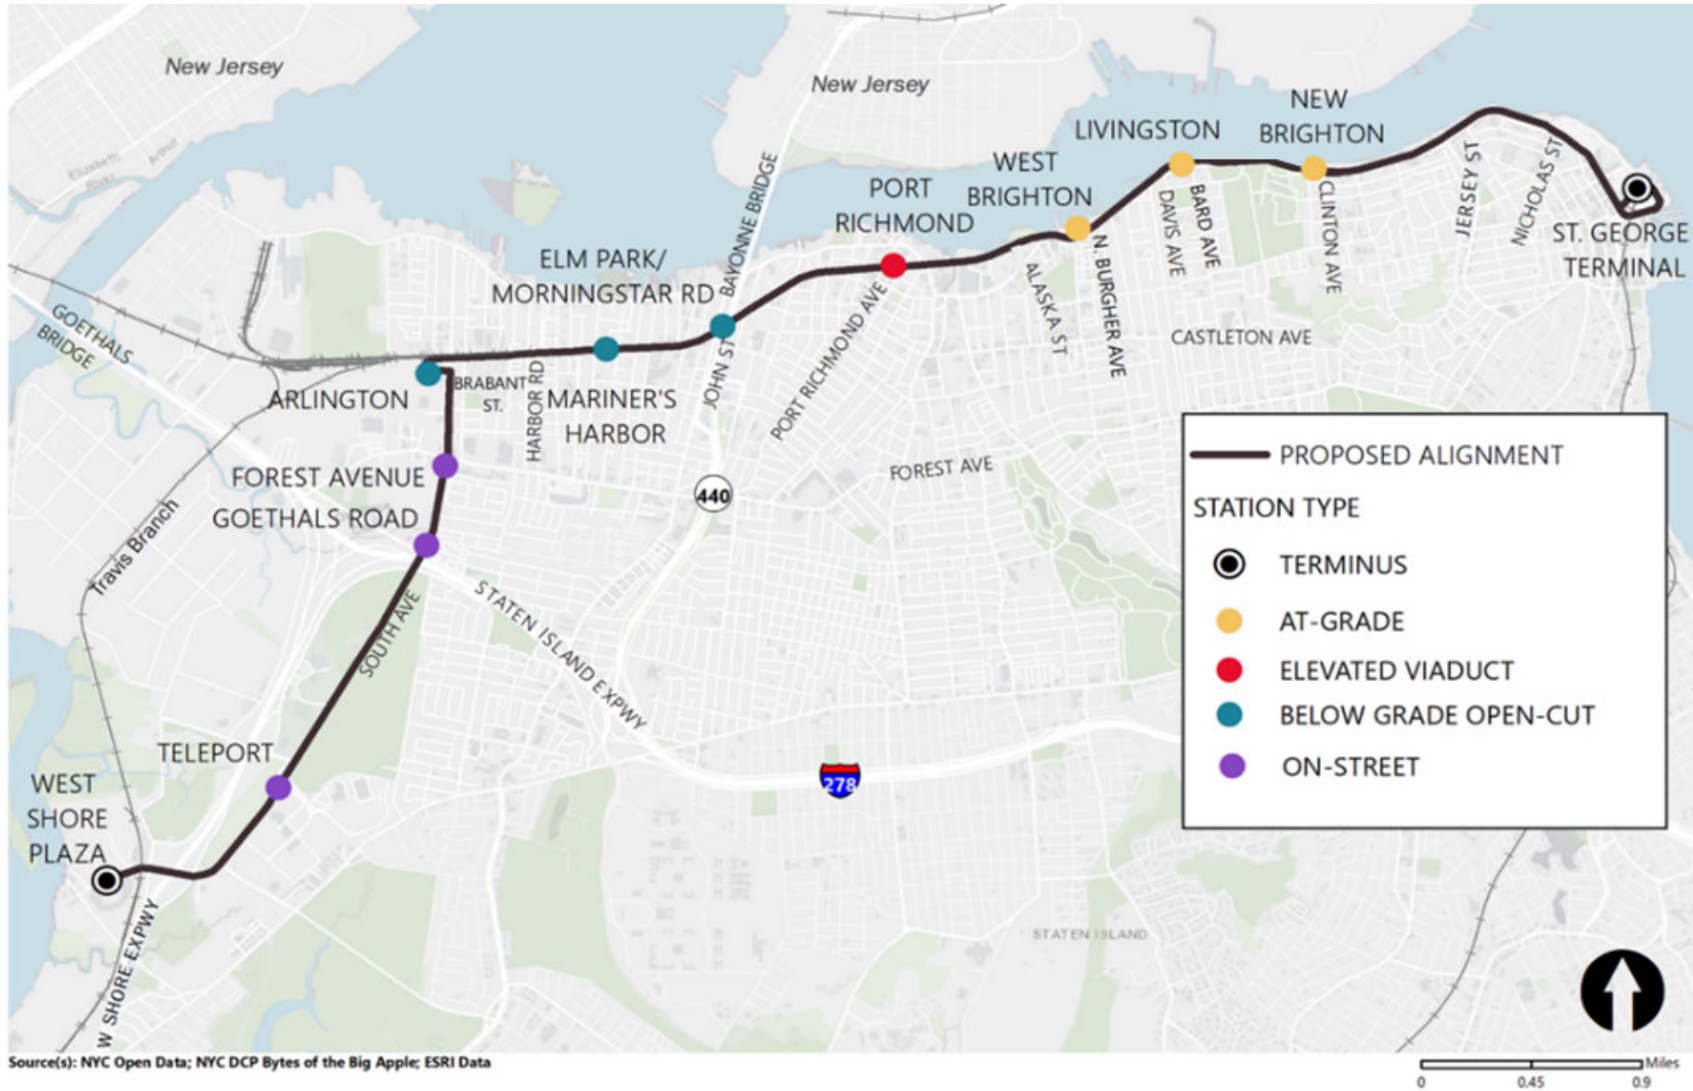 New Jersey
New Jersey
Elizabeth
River
Arthur
NEW
BRIGHTON
LIVINGSTON
WEST
BRIGHTON
PORT
RICHMOND
ELM PARK/
MORNINGSTAR RD
BAYONNE BRIDGE
DAVIS AVE
BARD AVE
CLINTON AVE
JERSEY ST
NICHOLAS ST
ST. GEORGE
TERMINAL
GOETHALS
BRIDGE
ALASKA ST
N. BURGHER AVE
CASTLETON AVE
PORT RICHMOND AVE
JOHN ST
ARLINGTON
BRABANT
ST.
HARBOR RD
MARINER'S
HARBOR
FOREST AVENUE
FOREST AVE
440
GOETHALS ROAD
Travis Branch
SOUTH AVE
STATEN ISLAND EXPWY
TELEPORT
WEST
SHORE
PLAZA
278
W SHORE EXPWY
STATEN ISLAND
PROPOSED ALIGNMENT
STATION TYPE
TERMINUS
AT-GRADE
ELEVATED VIADUCT
BELOW GRADE OPEN-CUT
ON-STREET
Source(s): NYC Open Data; NYC DCP Bytes of the Big Apple; ESRI Data
Miles
0 0.45 0.9